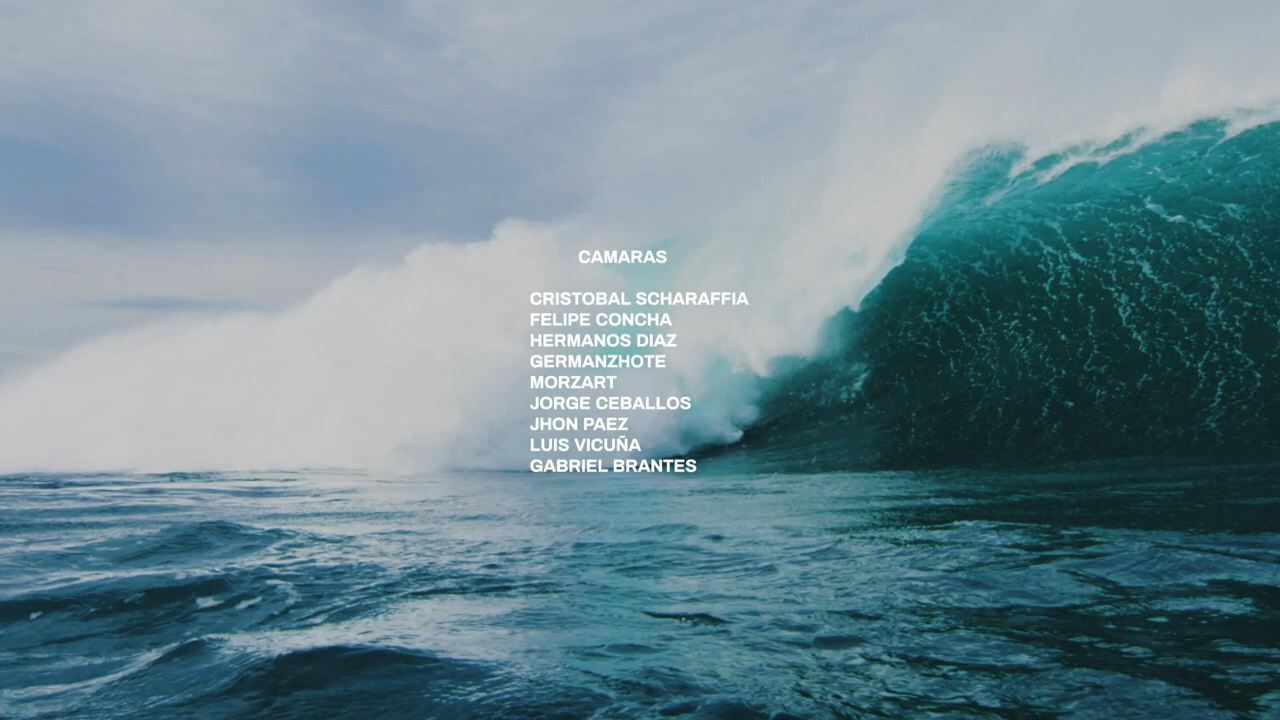 CAMARAS
CRISTOBAL SCHARAFFIA
FELIPE CONCHA
HERMANOS DIAZ
GERMANZHOTE
MORZART
JORGE CEBALLOS
JHON PAEZ
LUIS VICUÑA
GABRIEL BRANTES